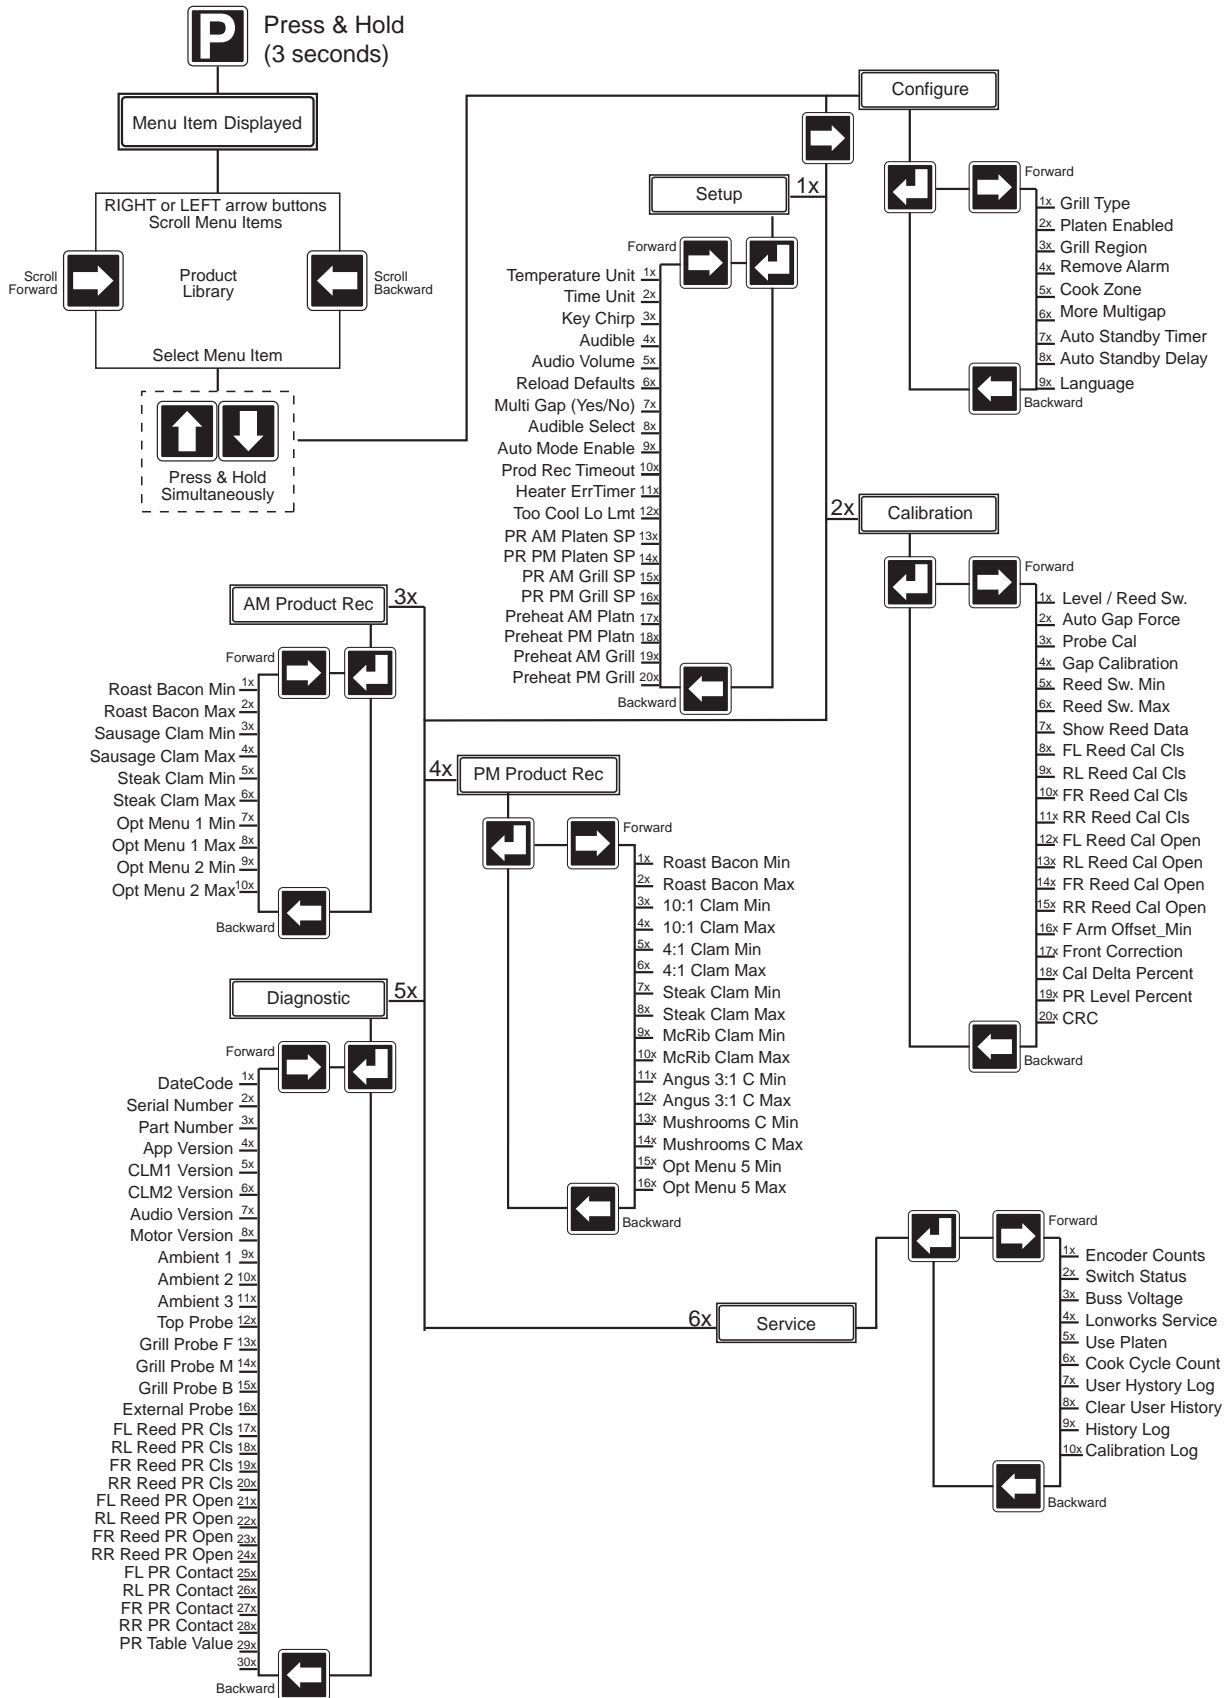 P
Press & Hold
(3 seconds)
Menu Item Displayed
RIGHT or LEFT arrow buttons
Scroll Menu Items
Scroll
Forward
Product
Library
Scroll
Backward
Select Menu Item
Press & Hold
Simultaneously
Configure
Forward
1x Grill Type
2x Platen Enabled
3x Grill Region
4x Remove Alarm
5x Cook Zone
6x More Multigap
7x Auto Standby Timer
8x Auto Standby Delay
9x Language
Backward
Setup
1x
Forward
Temperature Unit 1x
Time Unit 2x
Key Chirp 3x
Audible 4x
Audio Volume 5x
Reload Defaults 6x
Multi Gap (Yes/No) 7x
Audible Select 8x
Auto Mode Enable 9x
Prod Rec Timeout 10x
Heater ErrTimer 11x
Too Cool Lo Lmt 12x
PR AM Platen SP 13x
PR PM Platen SP 14x
PR AM Grill SP 15x
PR PM Grill SP 16x
Preheat AM Platn 17x
Preheat PM Platn 18x
Preheat AM Grill 19x
Preheat PM Grill 20x
Backward
2x
Calibration
Forward
1x Level / Reed Sw.
2x Auto Gap Force
3x Probe Cal
4x Gap Calibration
5x Reed Sw. Min
6x Reed Sw. Max
7x Show Reed Data
8x FL Reed Cal Cls
9x RL Reed Cal Cls
10x FR Reed Cal Cls
11x RR Reed Cal Cls
12x FL Reed Cal Open
13x RL Reed Cal Open
14x FR Reed Cal Open
15x RR Reed Cal Open
16x F Arm Offset_Min
17x Front Correction
18x Cal Delta Percent
19x PR Level Percent
20x CRC
Backward
AM Product Rec
3x
Forward
Roast Bacon Min 1x
Roast Bacon Max 2x
Sausage Clam Min 3x
Sausage Clam Max 4x
Steak Clam Min 5x
Steak Clam Max 6x
Opt Menu 1 Min 7x
Opt Menu 1 Max 8x
Opt Menu 2 Min 9x
Opt Menu 2 Max 10x
Backward
4x
PM Product Rec
Forward
1x Roast Bacon Min
2x Roast Bacon Max
3x 10:1 Clam Min
4x 10:1 Clam Max
5x 4:1 Clam Min
6x 4:1 Clam Max
7x Steak Clam Min
8x Steak Clam Max
9x McRib Clam Min
10x McRib Clam Max
11x Angus 3:1 C Min
12x Angus 3:1 C Max
13x Mushrooms C Min
14x Mushrooms C Max
15x Opt Menu 5 Min
16x Opt Menu 5 Max
Backward
Diagnostic
5x
Forward
DateCode 1x
Serial Number 2x
Part Number 3x
App Version 4x
CLM1 Version 5x
CLM2 Version 6x
Audio Version 7x
Motor Version 8x
Ambient 1 9x
Ambient 2 10x
Ambient 3 11x
Top Probe 12x
Grill Probe F 13x
Grill Probe M 14x
Grill Probe B 15x
External Probe 16x
FL Reed PR Cls 17x
RL Reed PR Cls 18x
FR Reed PR Cls 19x
RR Reed PR Cls 20x
FL Reed PR Open 21x
RL Reed PR Open 22x
FR Reed PR Open 23x
RR Reed PR Open 24x
FL PR Contact 25x
RL PR Contact 26x
FR PR Contact 27x
RR PR Contact 28x
PR Table Value 29x
30x
Backward
6x
Service
Forward
1x Encoder Counts
2x Switch Status
3x Buss Voltage
4x Lonworks Service
5x Use Platen
6x Cook Cycle Count
7x User Hystory Log
8x Clear User History
9x History Log
10x Calibration Log
Backward